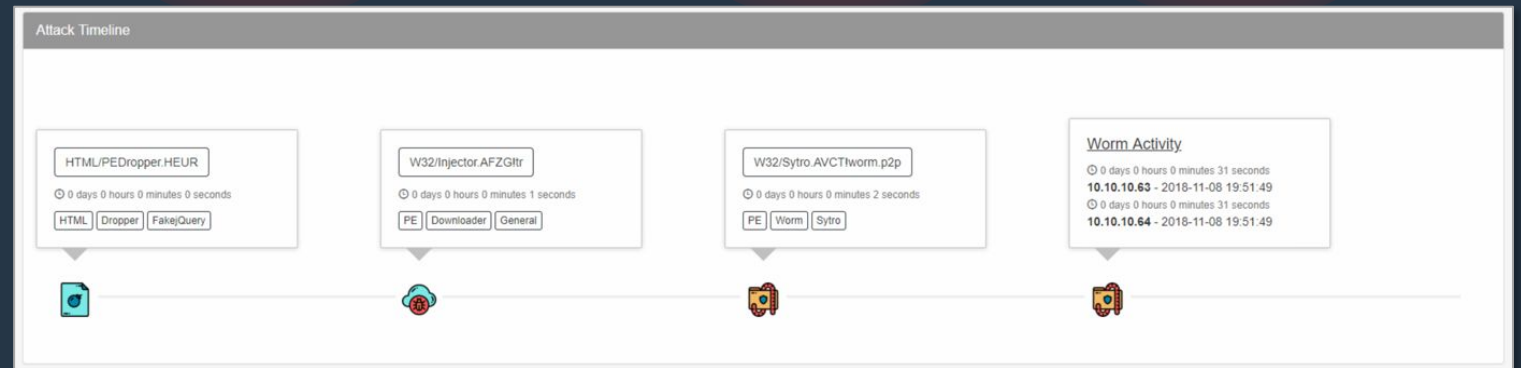 Attack Timeline
HTML/PEDropper.HEUR
0 days 0 hours 0 minutes 0 seconds
HTML Dropper FakejQuery
W32/Injector.AFZG!tr
0 days 0 hours 0 minutes 1 seconds
PE Downloader General
W32/Sytro.AVCT!worm.p2p
0 days 0 hours 0 minutes 2 seconds
PE Worm Sytro
Worm Activity
0 days 0 hours 0 minutes 31 seconds
10.10.10.63 - 2018-11-08 19:51:49
0 days 0 hours 0 minutes 31 seconds
10.10.10.64 - 2018-11-08 19:51:49